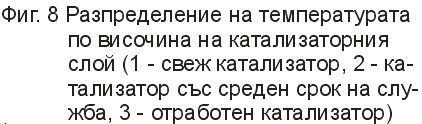 Фиг. 8 Разпределение на температурата
по височина на катализаторния
слой (1 - свеж катализатор, 2 - ка-
тализатор със среден срок на слу-
жба, 3 - отработен катализатор)